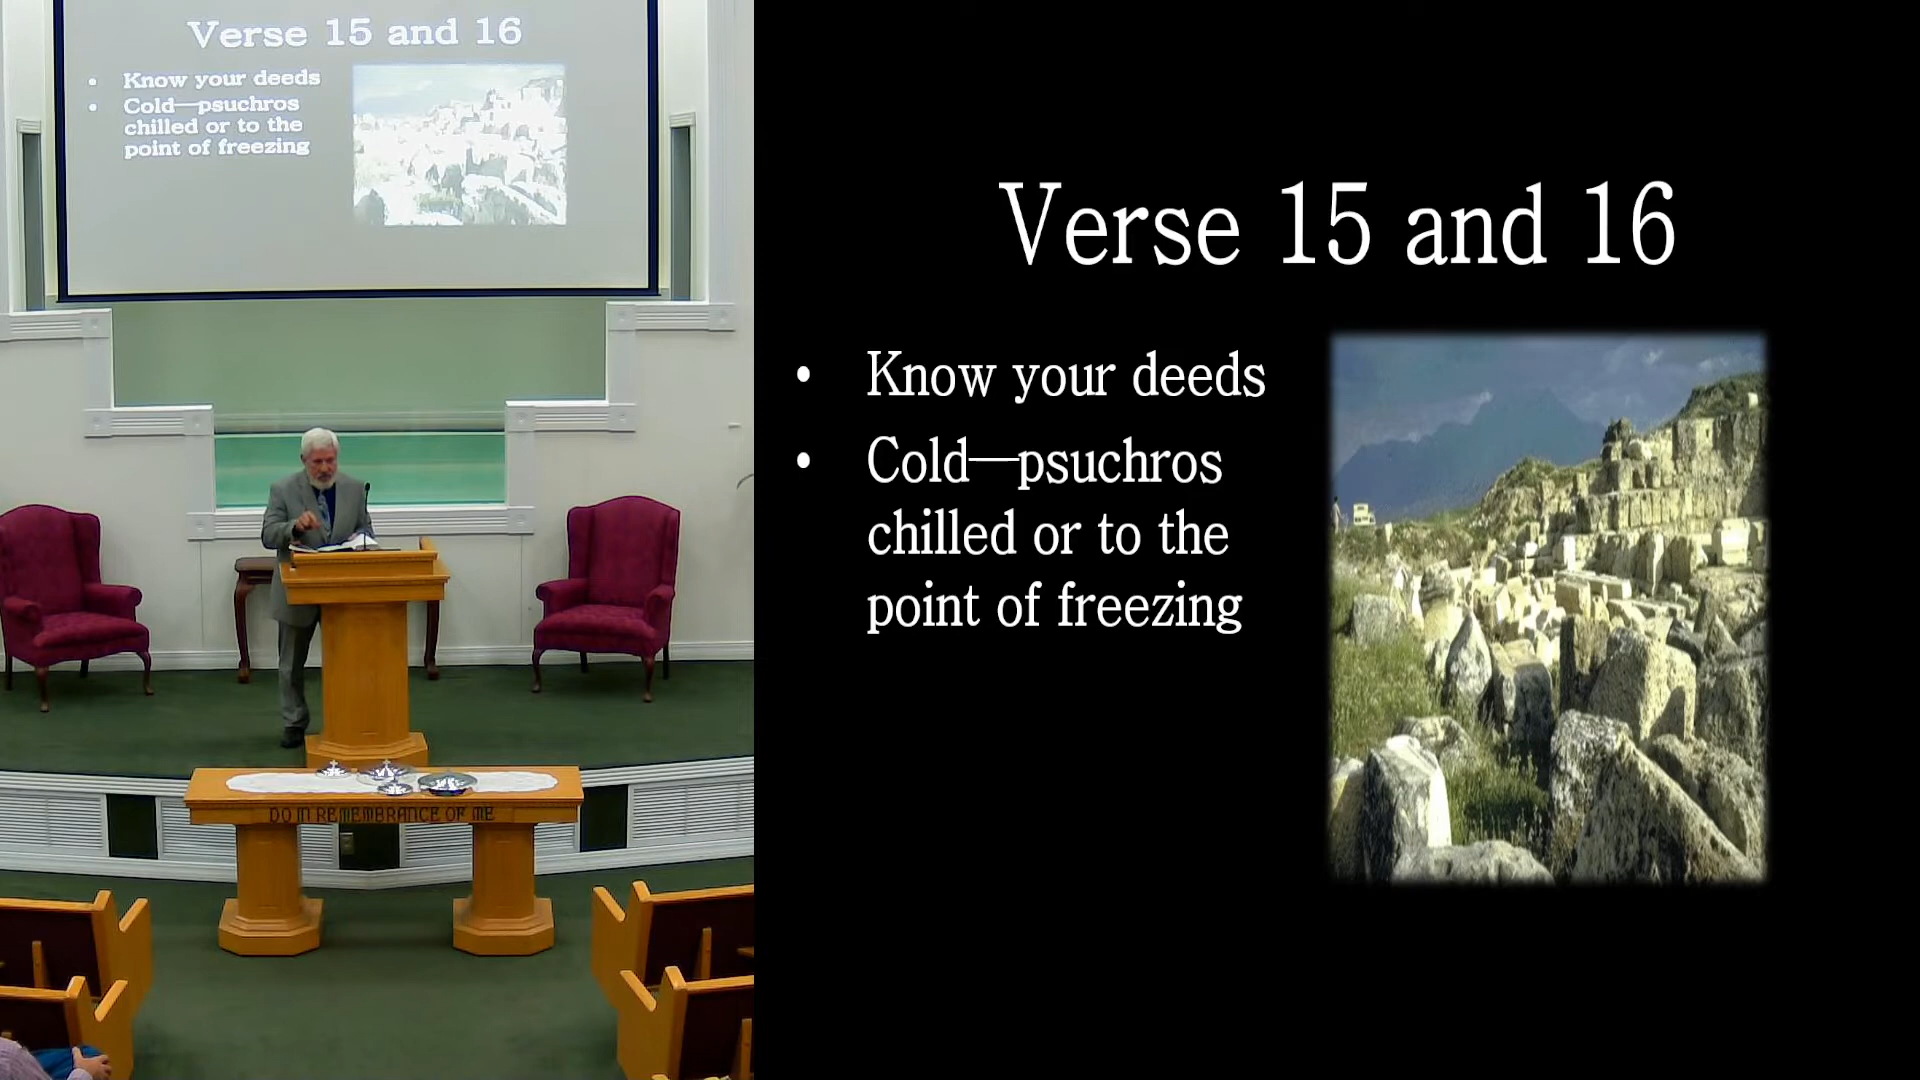 Verse 15 and 16
• Know your deeds
• Cold—psuchros
chilled or to the
point of freezing
DO IN REMEMBRANCE OF ME
Verse 15 and 16
• Know your deeds
• Cold—psuchros
chilled or to the
point of freezing